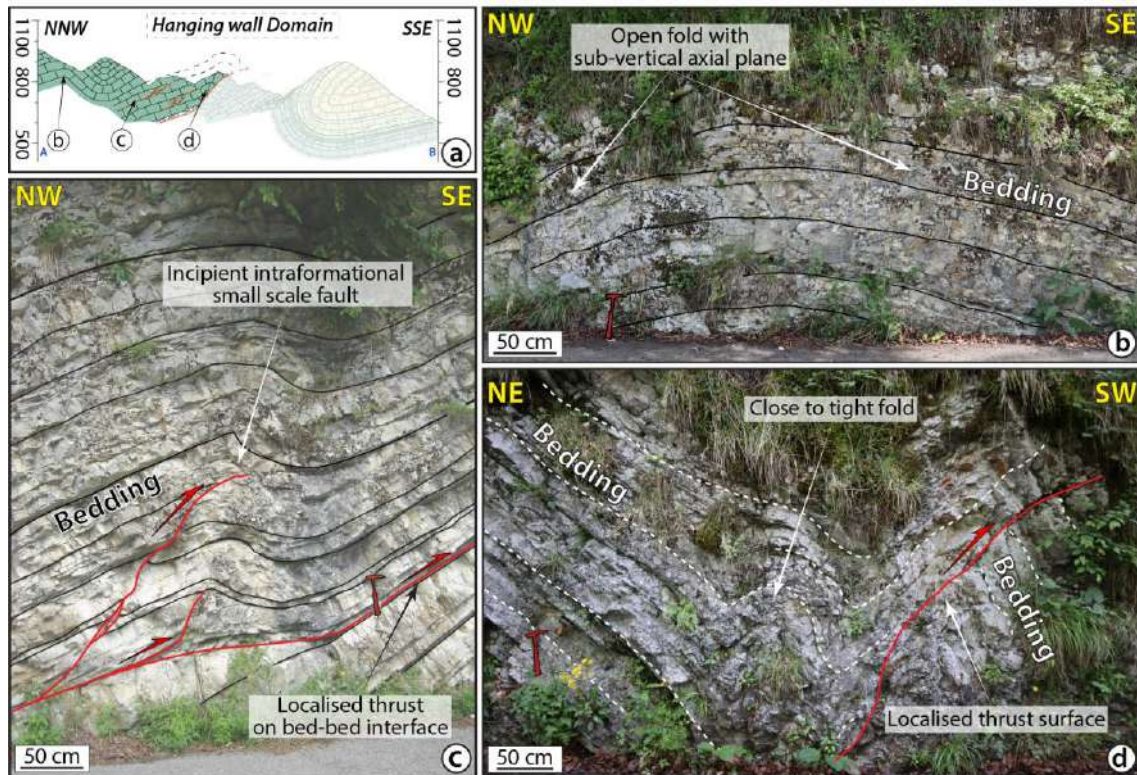 NNW
Hanging wall Domain
SSE
1100
800
500
1100
900
800
600
b
c
d
A
B
a
NW
SE
Open fold with
sub-vertical axial plane
Bedding
50 cm
b
NW
SE
Incipient intraformational
small scale fault
Bedding
Localised thrust
on bed-bed interface
50 cm
c
NE
SW
Close to tight fold
Bedding
Bedding
Localised thrust surface
50 cm
d